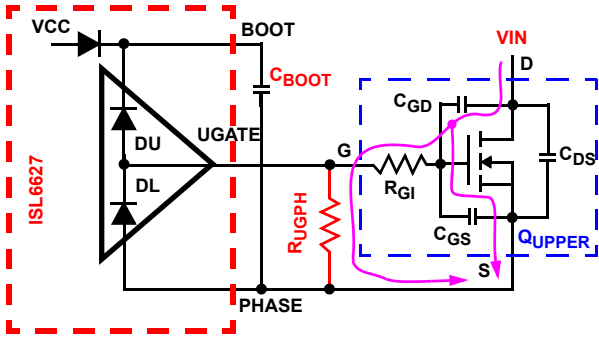 VCC
BOOT
VIN
D
CBOOT
CGD
DU
UGATE
G
CDS
DL
RGI
ISL6627
RUGPH
CGS
QUPPER
S
PHASE